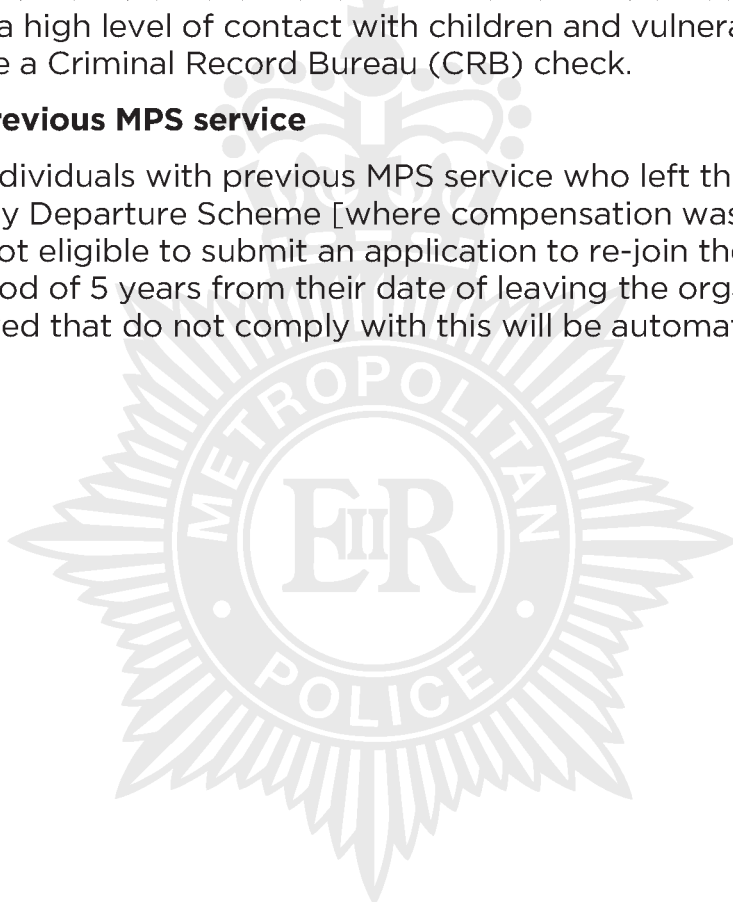 a high level of contact with children and vulnera
e a Criminal Record Bureau (CRB) check.
revious MPS service
dividuals with previous MPS service who left th
y Departure Scheme [where compensation was
ot eligible to submit an application to re-join the
od of 5 years from their date of leaving the orga
ed that do not comply with this will be automat
METROPOLITAN
EIIR
POLICE